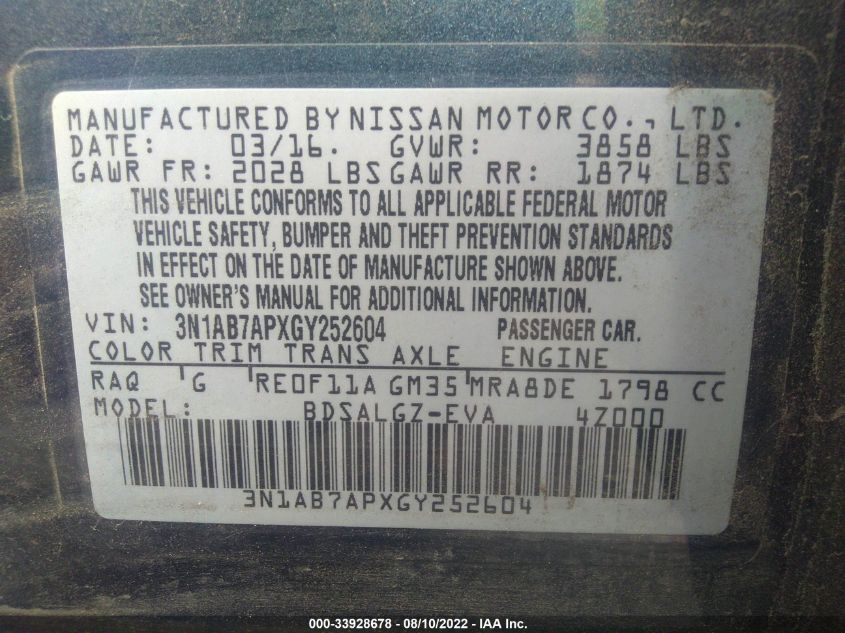 MANUFACTURED BY NISSAN MOTOR CO., LTD.
DATE: 03/16. GVWR: 3858 LBS
GAWR FR: 2028 LBS GAWR RR: 1874 LBS
THIS VEHICLE CONFORMS TO ALL APPLICABLE FEDERAL MOTOR
VEHICLE SAFETY, BUMPER AND THEFT PREVENTION STANDARDS
IN EFFECT ON THE DATE OF MANUFACTURE SHOWN ABOVE.
SEE OWNER'S MANUAL FOR ADDITIONAL INFORMATION.
VIN: 3N1AB7APXGY252604 PASSENGER CAR.
COLOR TRIM TRANS AXLE ENGINE
RAQ G RE0F11A GM35 MRA8DE 1798 CC
MODEL: BDSALGZ-EVA 4Z000
3N1AB7APXGY252604
000-33928678 - 08/10/2022 - IAA Inc.